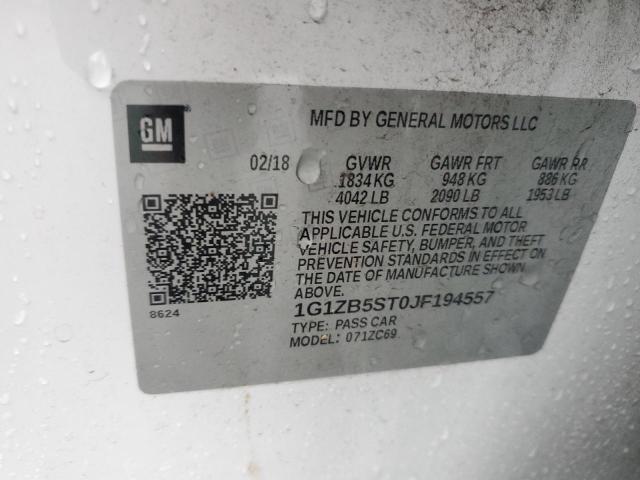 GM
MFD BY GENERAL MOTORS LLC
02/18 GVWR GAWR FRT GAWR RR
1834 KG 948 KG 886 KG
4042 LB 2090 LB 1953 LB
THIS VEHICLE CONFORMS TO ALL
APPLICABLE U.S. FEDERAL MOTOR
VEHICLE SAFETY, BUMPER, AND THEFT
PREVENTION STANDARDS IN EFFECT ON
THE DATE OF MANUFACTURE SHOWN
ABOVE.
8624
1G1ZB5ST0JF194557
TYPE: PASS CAR
MODEL: 071ZC69